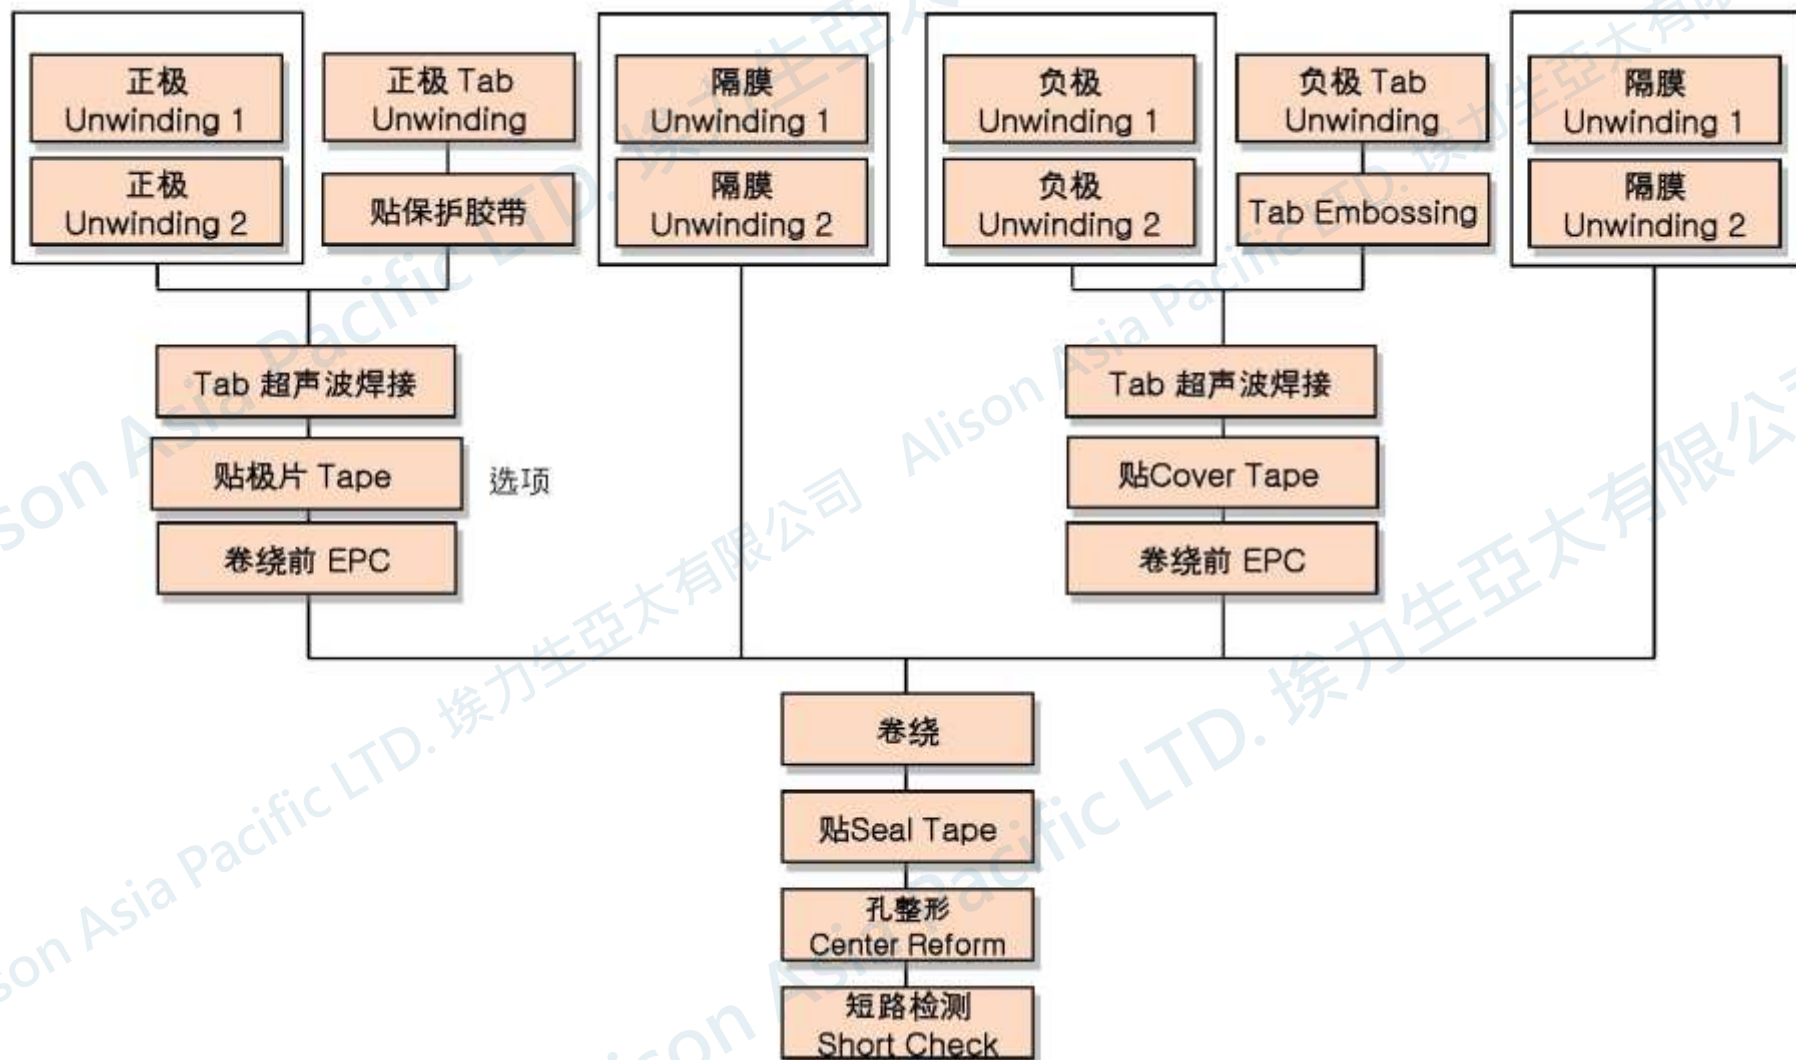 正极
Unwinding 1
正极
Unwinding 2
正极 Tab
Unwinding
贴保护胶带
隔膜
Unwinding 1
隔膜
Unwinding 2
负极
Unwinding 1
负极
Unwinding 2
负极 Tab
Unwinding
Tab Embossing
隔膜
Unwinding 1
隔膜
Unwinding 2
Tab 超声波焊接
贴极片 Tape
选项
卷绕前 EPC
Tab 超声波焊接
贴Cover Tape
卷绕前 EPC
卷绕
贴Seal Tape
孔整形
Center Reform
短路检测
Short Check
Alison Asia Pacific LTD. 埃力生亞太有限公司